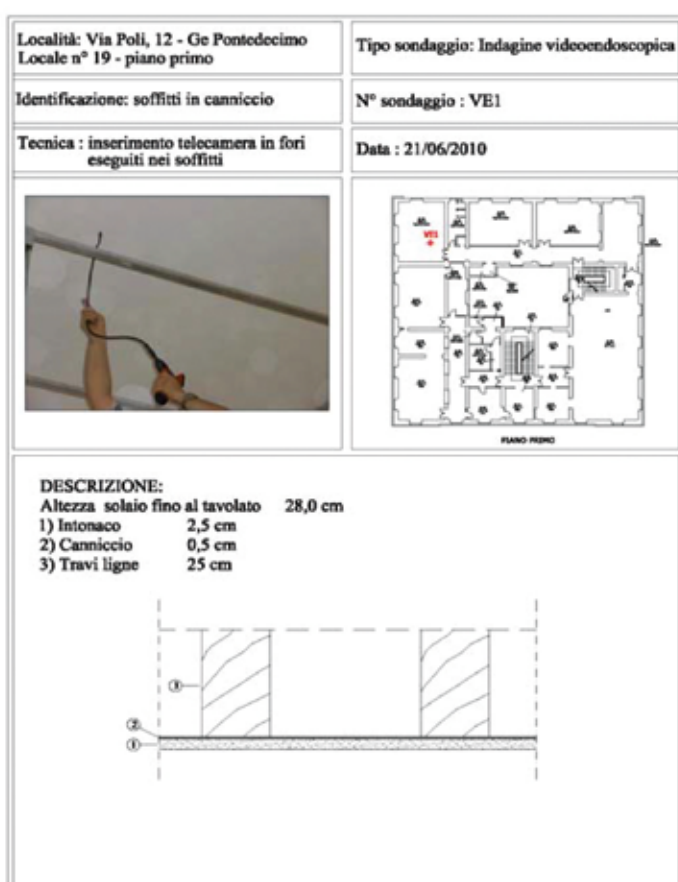 Località: Via Poli, 12 - Ge Pontedecimo
Locale n° 19 - piano primo
Tipo sondaggio: Indagine videoendoscopica
Identificazione: soffitti in canniccio
N° sondaggio : VE1
Tecnica : inserimento telecamera in fori
eseguiti nei soffitti
Data : 21/06/2010
VE1
PIANO PRIMO
DESCRIZIONE:
Altezza solaio fino al tavolato 28,0 cm
1) Intonaco 2,5 cm
2) Canniccio 0,5 cm
3) Travi ligne 25 cm
3
2
1